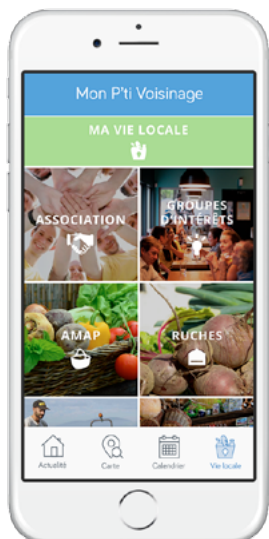 Mon P'ti Voisinage
MA VIE LOCALE
ASSOCIATION
GROUPES
D'INTÉRÊTS
AMAP
RUCHES
Actualité
Carte
Calendrier
Vie locale